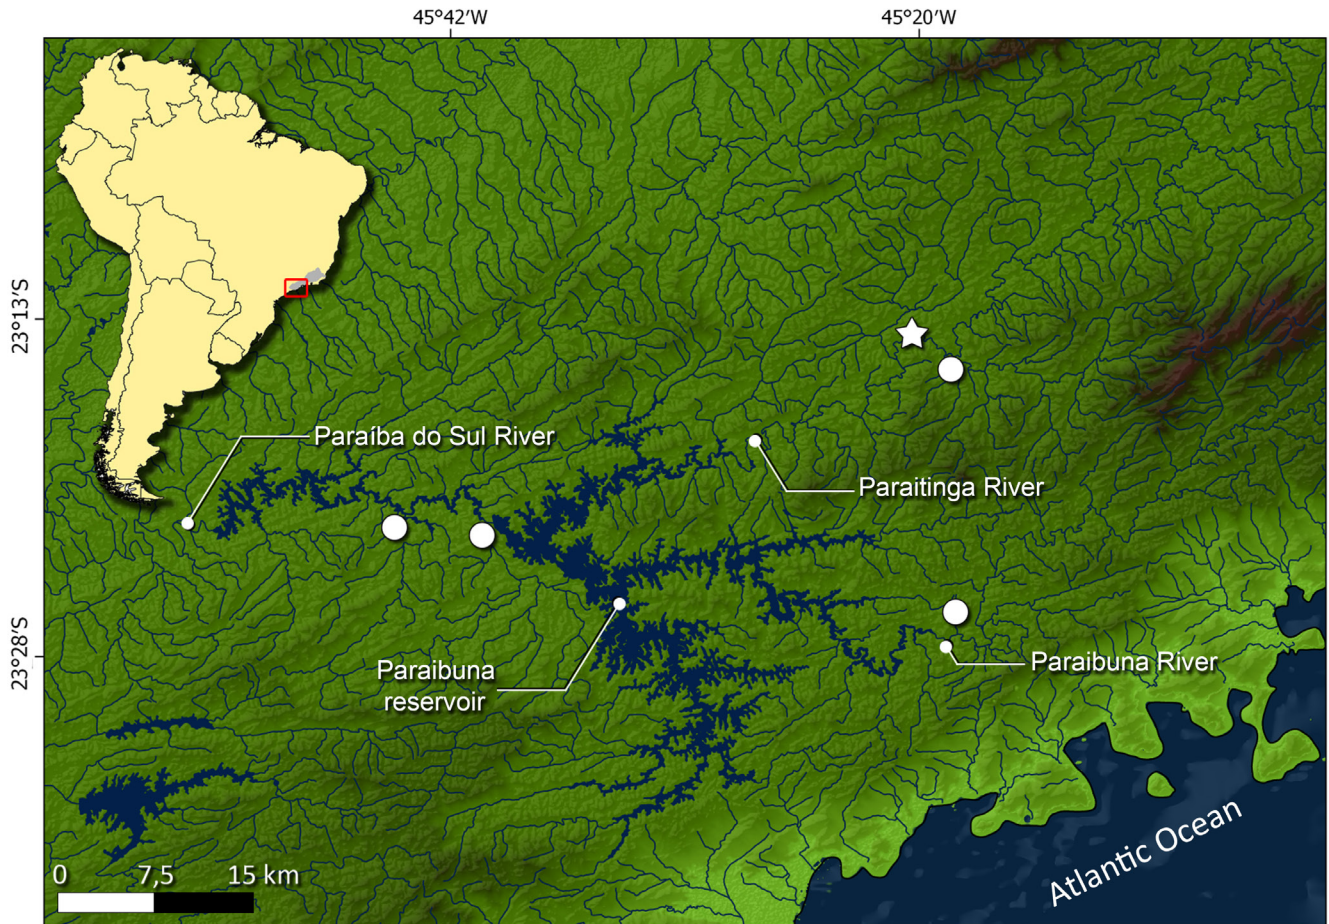 45°42'W
45°20'W
23°13'S
Paraíba do Sul River
Paraitinga River
23°28'S
Paraibuna
reservoir
Paraibuna River
Atlantic Ocean
0 7,5 15 km